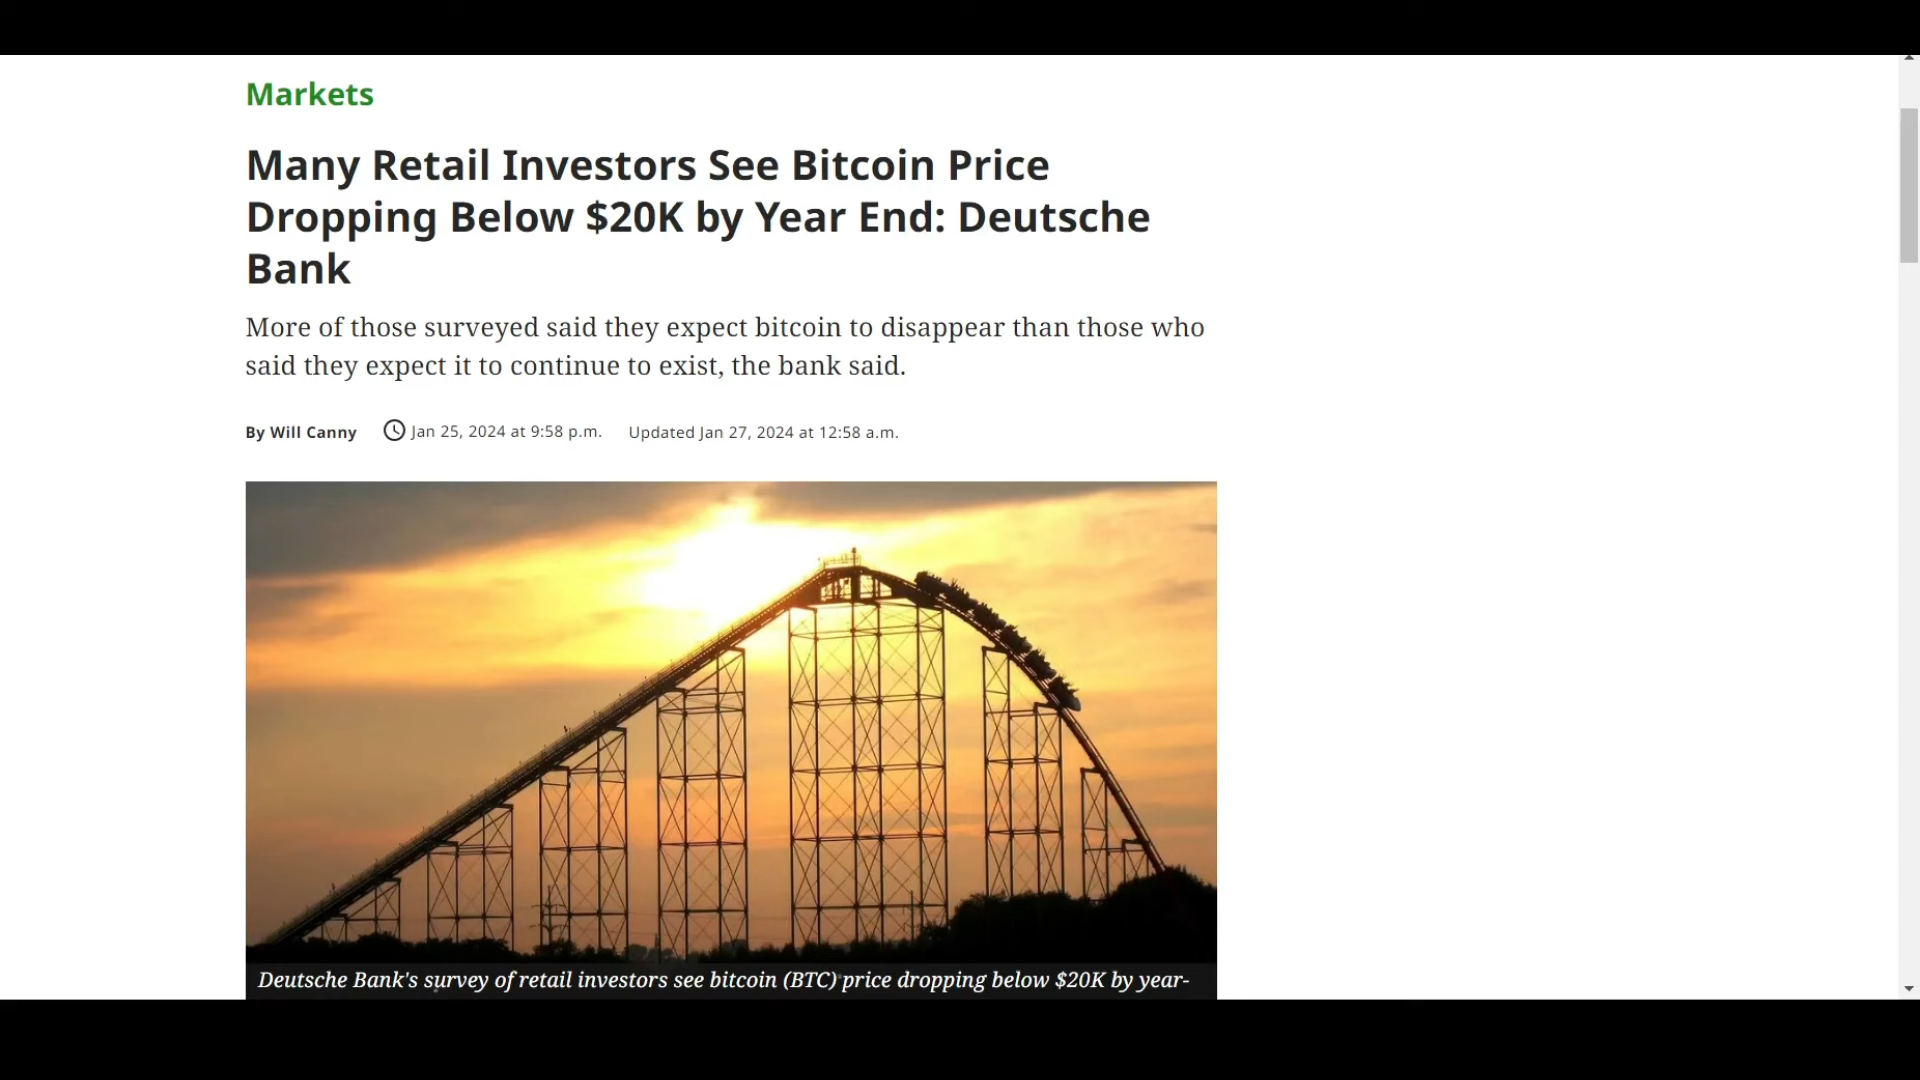 Markets
Many Retail Investors See Bitcoin Price
Dropping Below $20K by Year End: Deutsche
Bank
More of those surveyed said they expect bitcoin to disappear than those who
said they expect it to continue to exist, the bank said.
By Will Canny Jan 25, 2024 at 9:58 p.m. Updated Jan 27, 2024 at 12:58 a.m.
Deutsche Bank's survey of retail investors see bitcoin (BTC) price dropping below $20K by year-